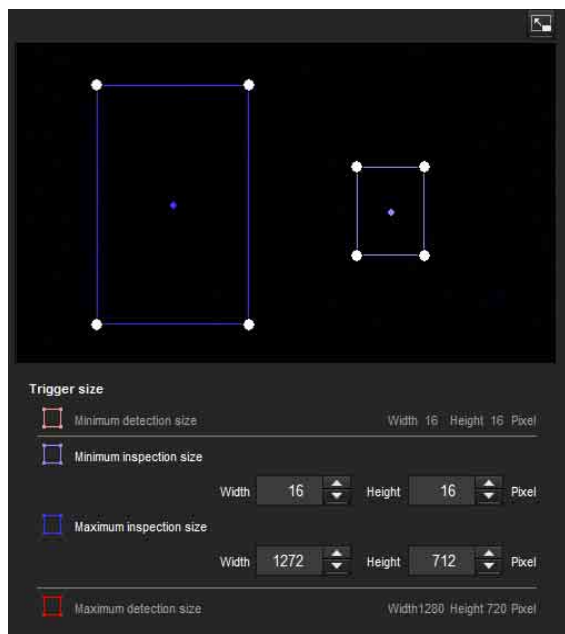 Trigger size
Minimum detection size Width 16 Height 16 Pixel
Minimum inspection size
Width 16 Height 16 Pixel
Maximum inspection size
Width 1272 Height 712 Pixel
Maximum detection size Width1280 Height 720 Pixel